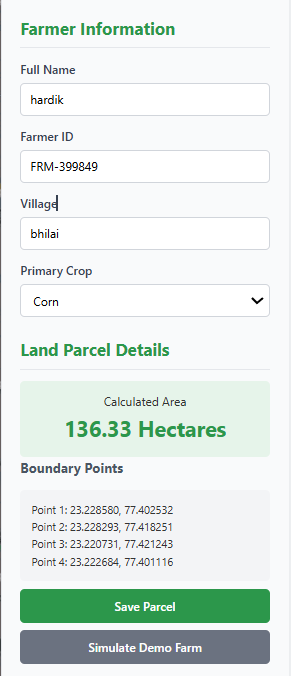 Farmer Information
Full Name
hardik
Farmer ID
FRM-399849
Village
bhilai
Primary Crop
Corn
Land Parcel Details
Calculated Area
136.33 Hectares
Boundary Points
Point 1: 23.228580, 77.402532
Point 2: 23.228293, 77.418251
Point 3: 23.220731, 77.421243
Point 4: 23.222684, 77.401116
Save Parcel
Simulate Demo Farm